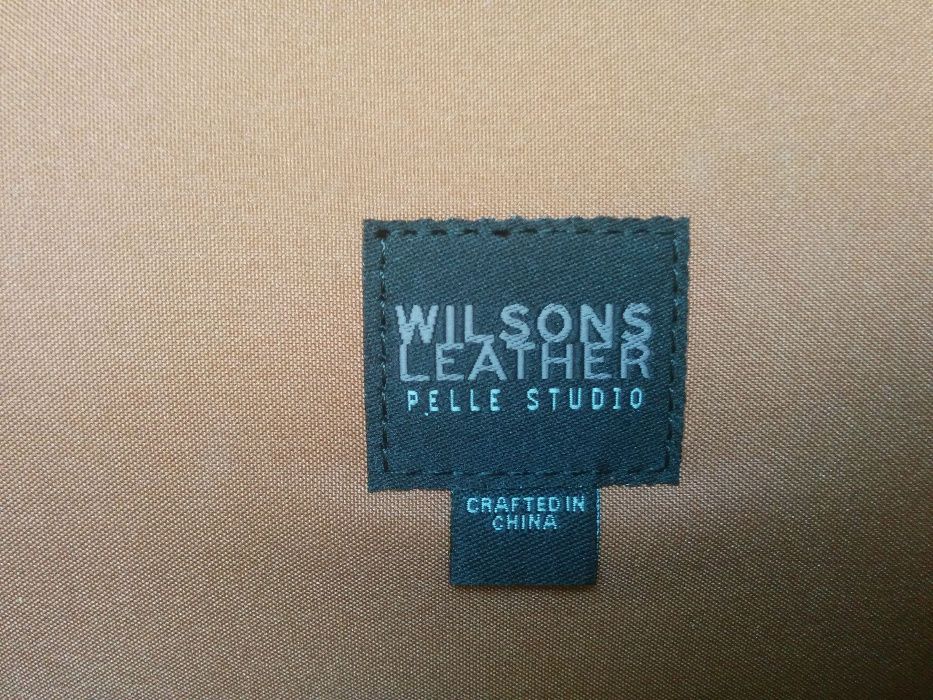 WILSONS
LEATHER
PELLE STUDIO
CRAFTED IN
CHINA